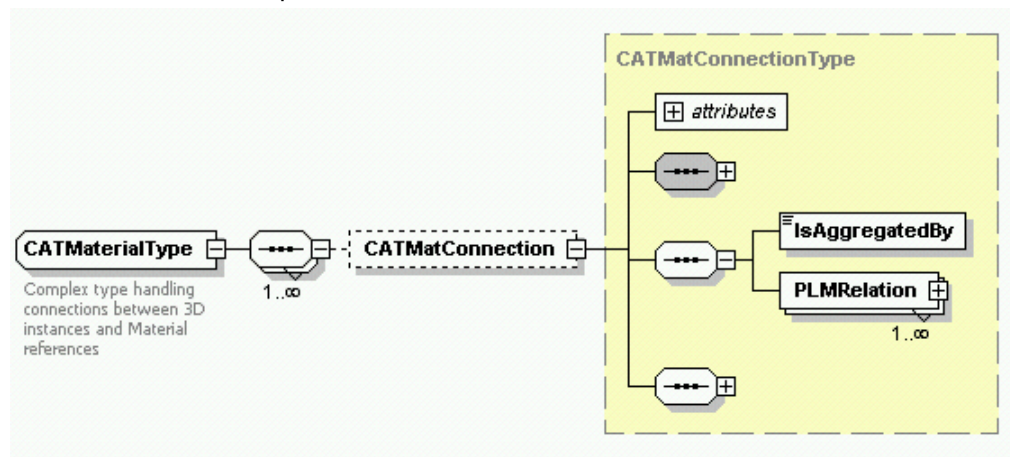 CATMatConnectionType
attributes
IsAggregatedBy
CATMaterialType
CATMatConnection
1..∞
PLMRelation
1..∞
Complex type handling
connections between 3D
instances and Material
references